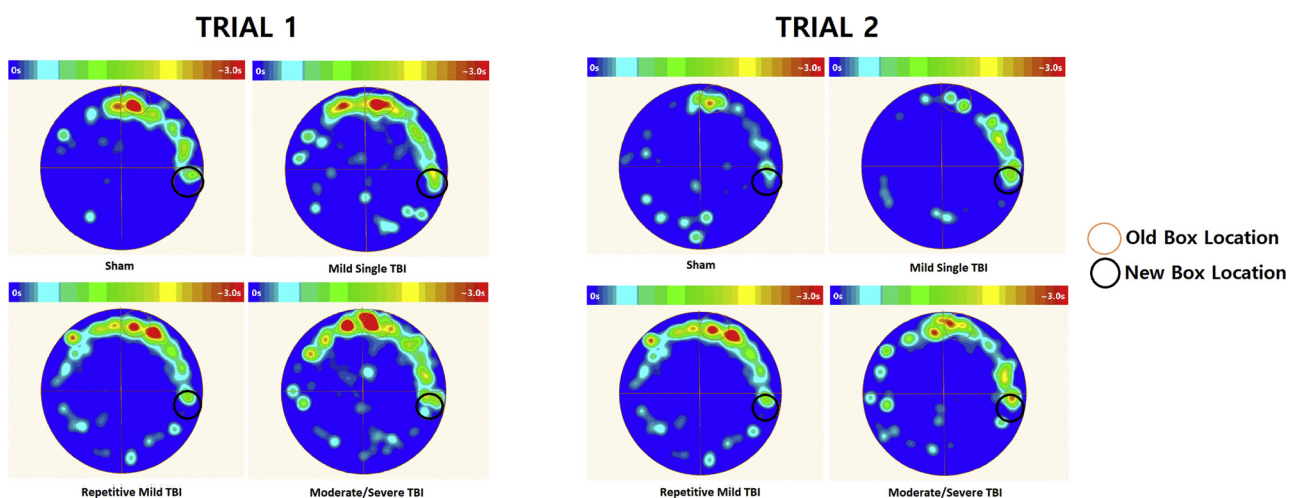 TRIAL 1
TRIAL 2
0s ~3.0s
0s ~3.0s
0s ~3.0s
0s ~3.0s
Sham
Mild Single TBI
Sham
Mild Single TBI
Old Box Location
New Box Location
0s ~3.0s
0s ~3.0s
0s ~3.0s
0s ~3.0s
Repetitive Mild TBI
Moderate/Severe TBI
Repetitive Mild TBI
Moderate/Severe TBI